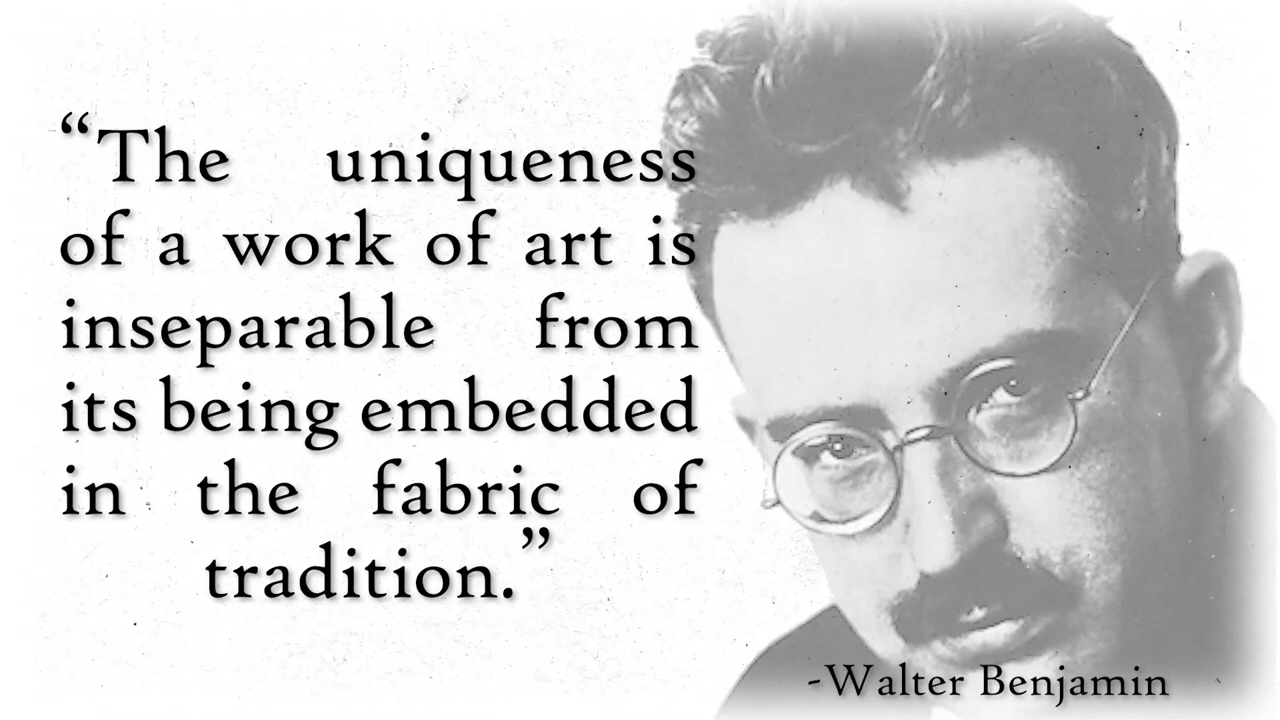 “The uniqueness
of a work of art is
inseparable from
its being embedded
in the fabric of
tradition.”
-Walter Benjamin